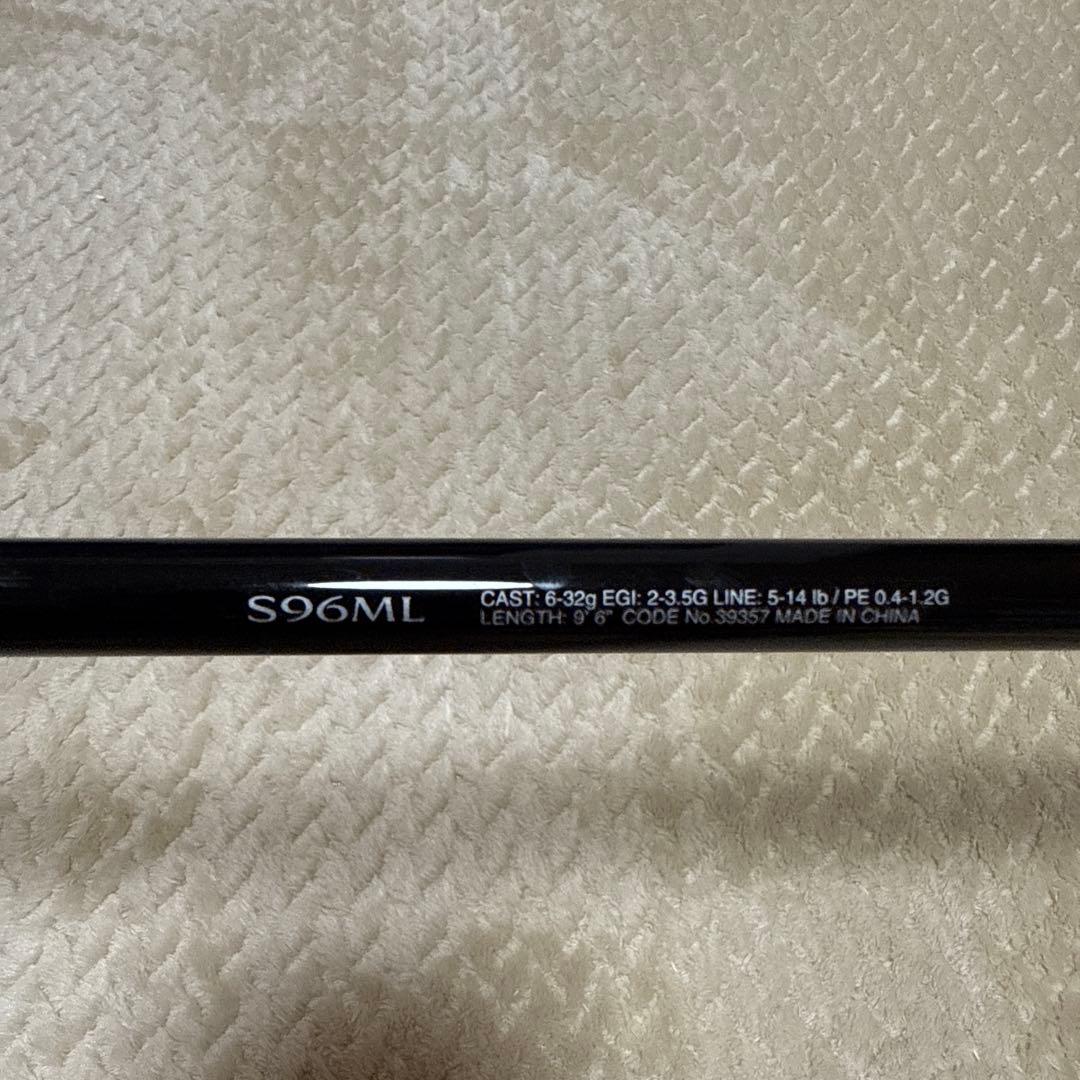 S96ML
CAST: 6-32g EGI: 2-3.5G LINE: 5-14 lb / PE 0.4-1.2G
LENGTH: 9' 6" CODE No.39357 MADE IN CHINA